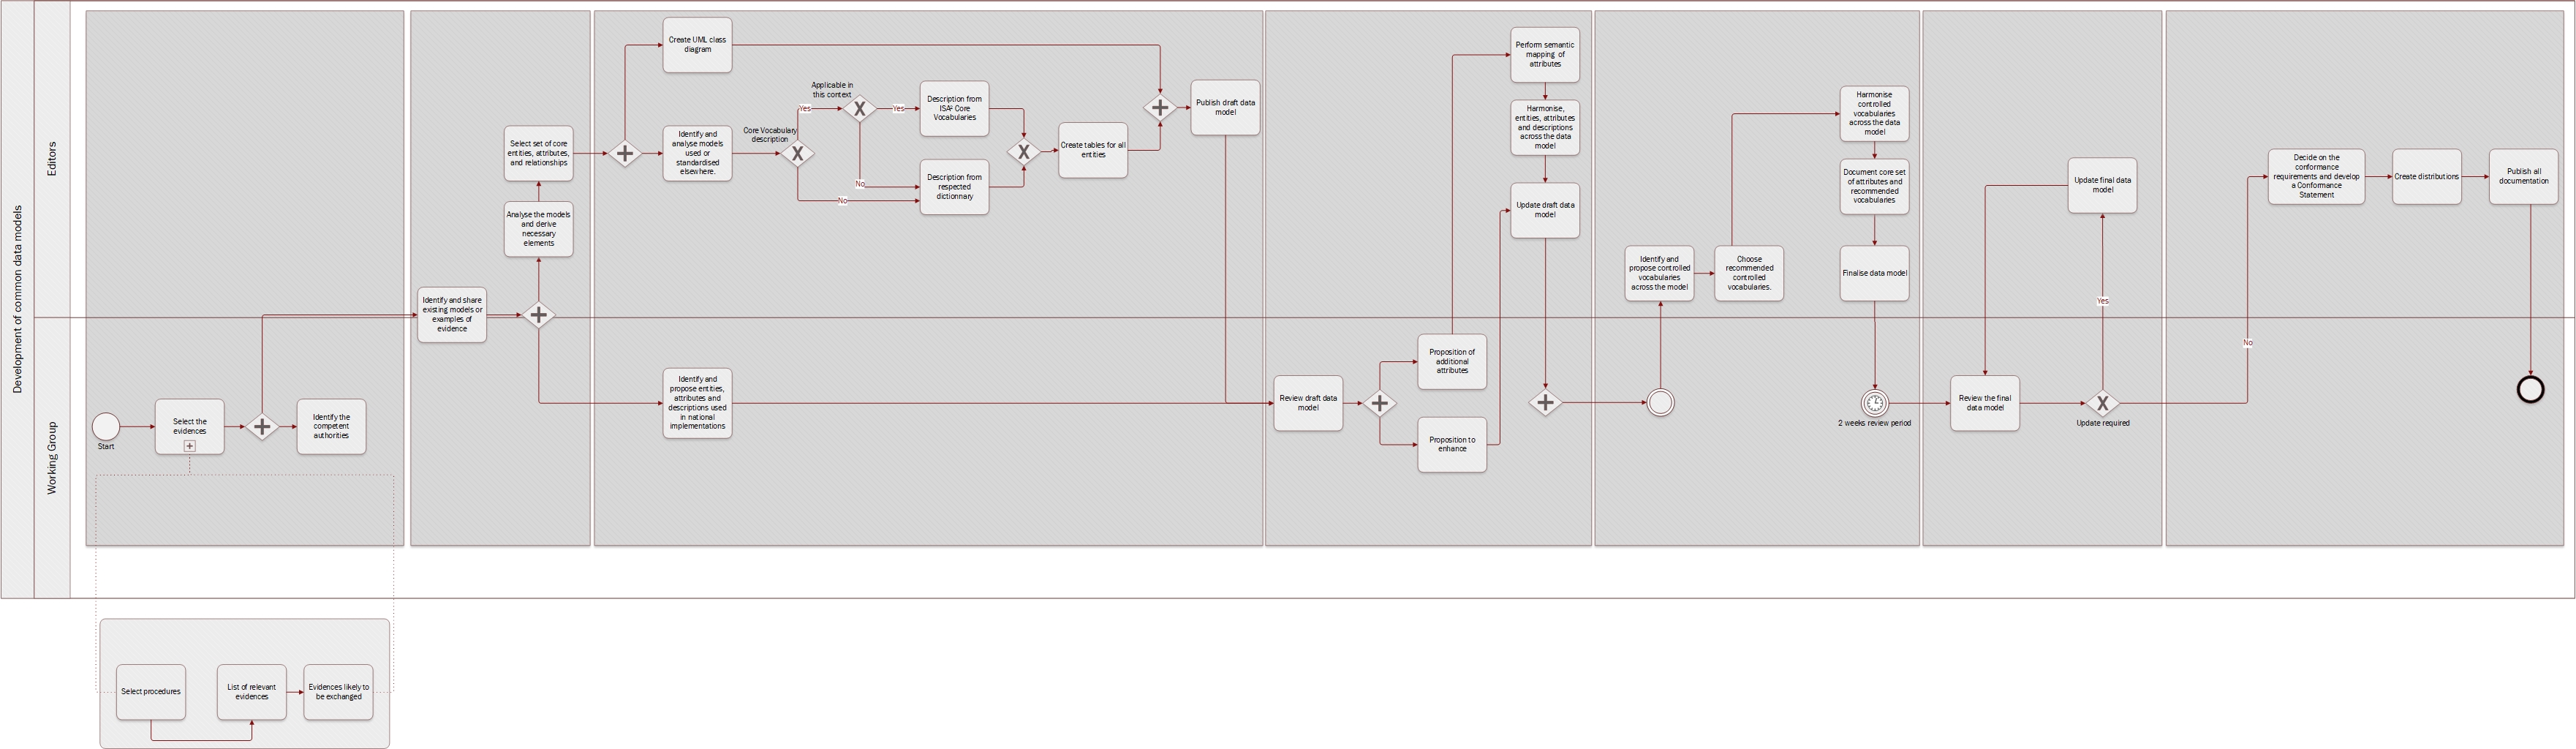 Development of common data models
Editors
Working Group
Start
Select the
evidences
Identify the
competent
authorities
Select procedures
List of relevant
evidences
Evidences likely to
be exchanged
Identify and share
existing models or
examples of
evidence
Analyse the models
and derive
necessary
elements
Select set of core
entities, attributes,
and relationships
Create UML class
diagram
Identify and
analyse models
used or
standardised
elsewhere.
Core Vocabulary
description
Yes
No
Applicable in
this context
Yes
No
Description from
ISA² Core
Vocabularies
Description from
respected
dictionnary
Create tables for all
entities
Publish draft data
model
Identify and
propose entities,
attributes and
descriptions used
in national
implementations
Review draft data
model
Proposition of
additional
attributes
Proposition to
enhance
Perform semantic
mapping of
attributes
Harmonise,
entities, attributes
and descriptions
across the data
model
Update draft data
model
Identify and
propose controlled
vocabularies
across the model
Choose
recommended
controlled
vocabularies.
Harmonise
controlled
vocabularies
across the data
model
Document core set
of attributes and
recommended
vocabularies
Finalise data model
2 weeks review period
Review the final
data model
Update required
Yes
Update final data
model
No
Decide on the
conformance
requirements and develop
a Conformance
Statement
Create distributions
Publish all
documentation